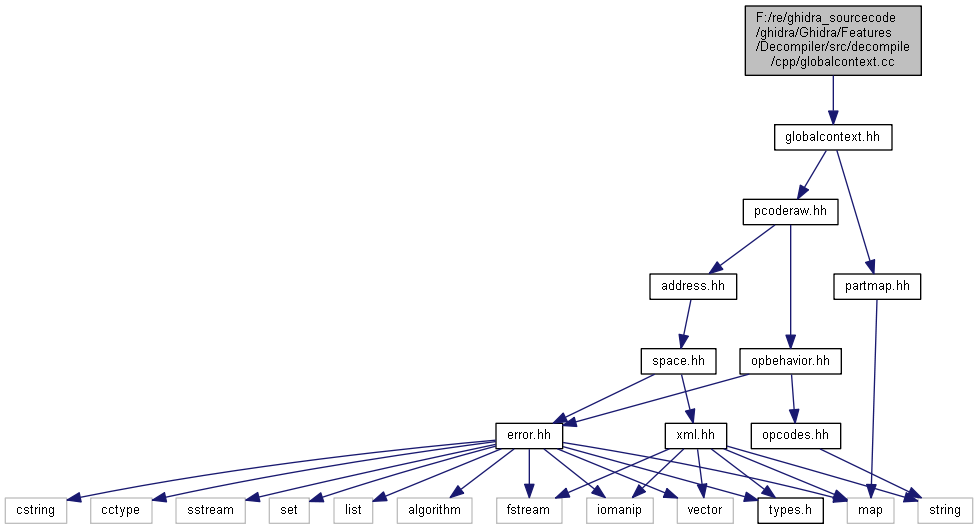 F:/re/ghidra_sourcecode
/ghidra/Ghidra/Features
/Decompiler/src/decompile
/cpp/globalcontext.cc
globalcontext.hh
pcoderaw.hh
address.hh
partmap.hh
space.hh
opbehavior.hh
error.hh
xml.hh
opcodes.hh
cstring
cctype
sstream
set
list
algorithm
fstream
iomanip
vector
types.h
map
string